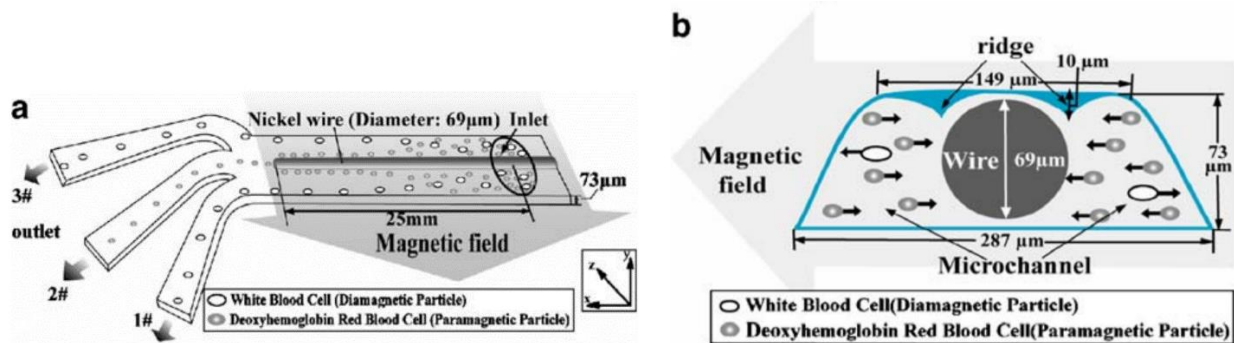 a
Nickel wire (Diameter: 69μm) Inlet
73μm
3#
25mm
outlet
Magnetic field
2#
1#
y
z
x
White Blood Cell (Diamagnetic Particle)
Deoxyhemoglobin Red Blood Cell (Paramagnetic Particle)
b
ridge
10 μm
149 μm
Magnetic
field
Wire
69μm
73
μm
287 μm
Microchannel
White Blood Cell(Diamagnetic Particle)
Deoxyhemoglobin Red Blood Cell(Paramagnetic Particle)